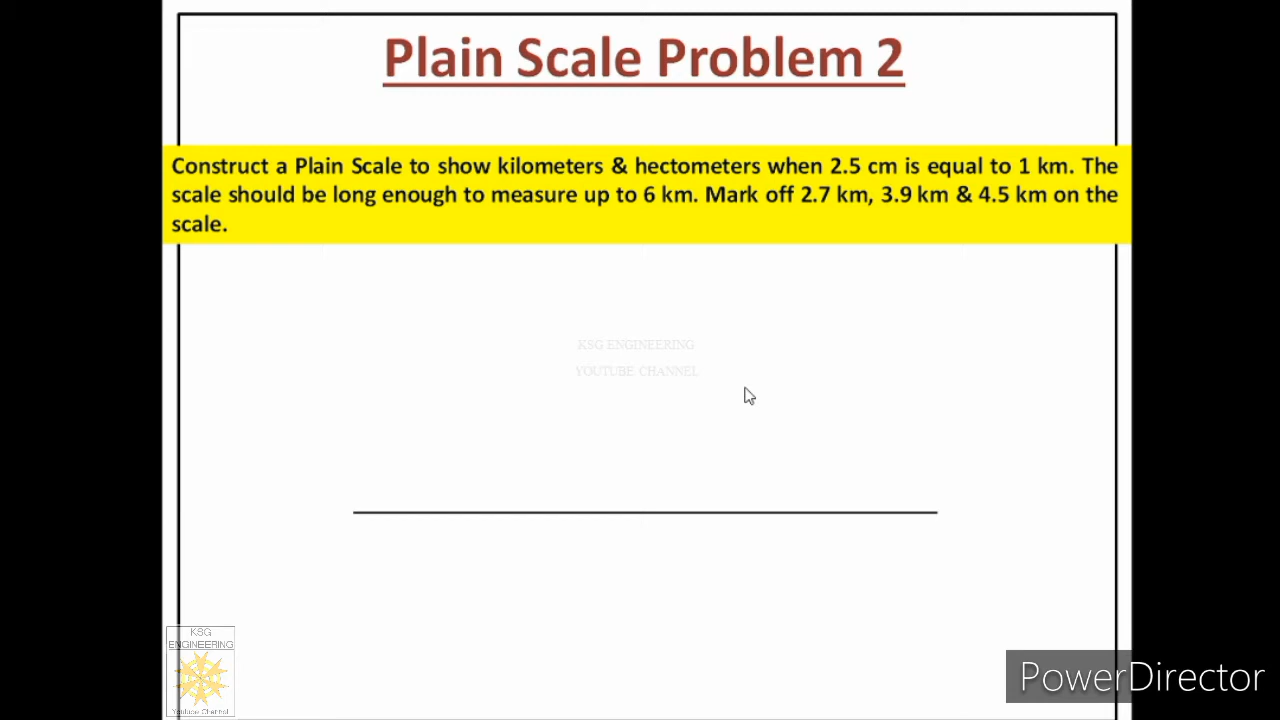 Plain Scale Problem 2
Construct a Plain Scale to show kilometers & hectometers when 2.5 cm is equal to 1 km. The
scale should be long enough to measure up to 6 km. Mark off 2.7 km, 3.9 km & 4.5 km on the
scale.
KSG ENGINEERING
YOUTUBE CHANNEL
KSG
ENGINEERING
Youtube Channel
PowerDirector